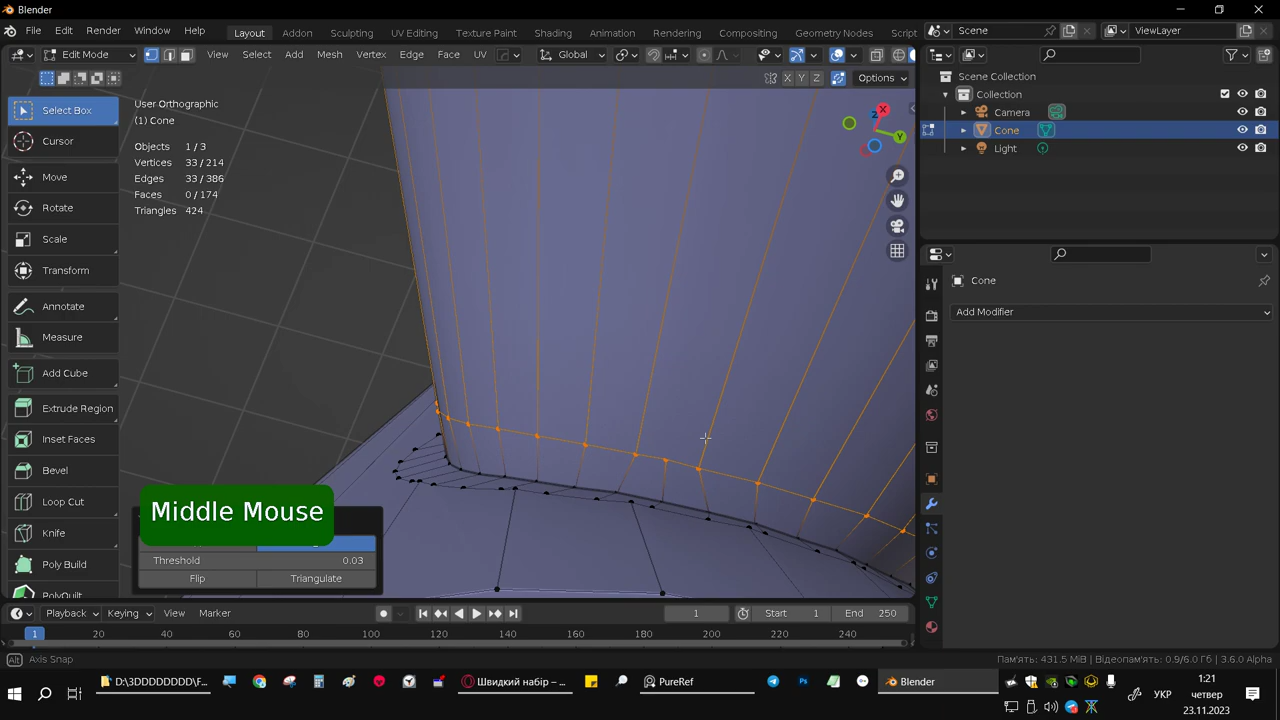 Blender
File Edit Render Window Help Layout Addon Sculpting UV Editing Texture Paint Shading Animation Rendering Compositing Geometry Nodes Script Scene ViewLayer
Edit Mode View Select Add Mesh Vertex Edge Face UV Global
X Y Z Options
Select Box
Cursor
Move
Rotate
Scale
Transform
Annotate
Measure
Add Cube
Extrude Region
Inset Faces
Bevel
Loop Cut
Knife
Poly Build
PolyQuilt
User Orthographic
(1) Cone
Objects 1/3
Vertices 33/214
Edges 33/386
Faces 0/174
Triangles 424
X
Y
Z
Middle Mouse
Threshold 0.03
Flip Triangulate
Scene Collection
Collection
Camera
Cone
Light
Cone
Add Modifier
Playback Keying View Marker 1 Start 1 End 250
1 20 40 60 80 100 120 140 160 180 200 220 240
Alt Axis Snap Пам'ять: 431.5 MiB | Відеопам'ять: 0.9/6.0 Гб | 3.6.0 Alpha
D:\3DDDDDDDD\F... Швидкий набір – ... PureRef Ps Blender УКР
1:21
четвер
23.11.2023